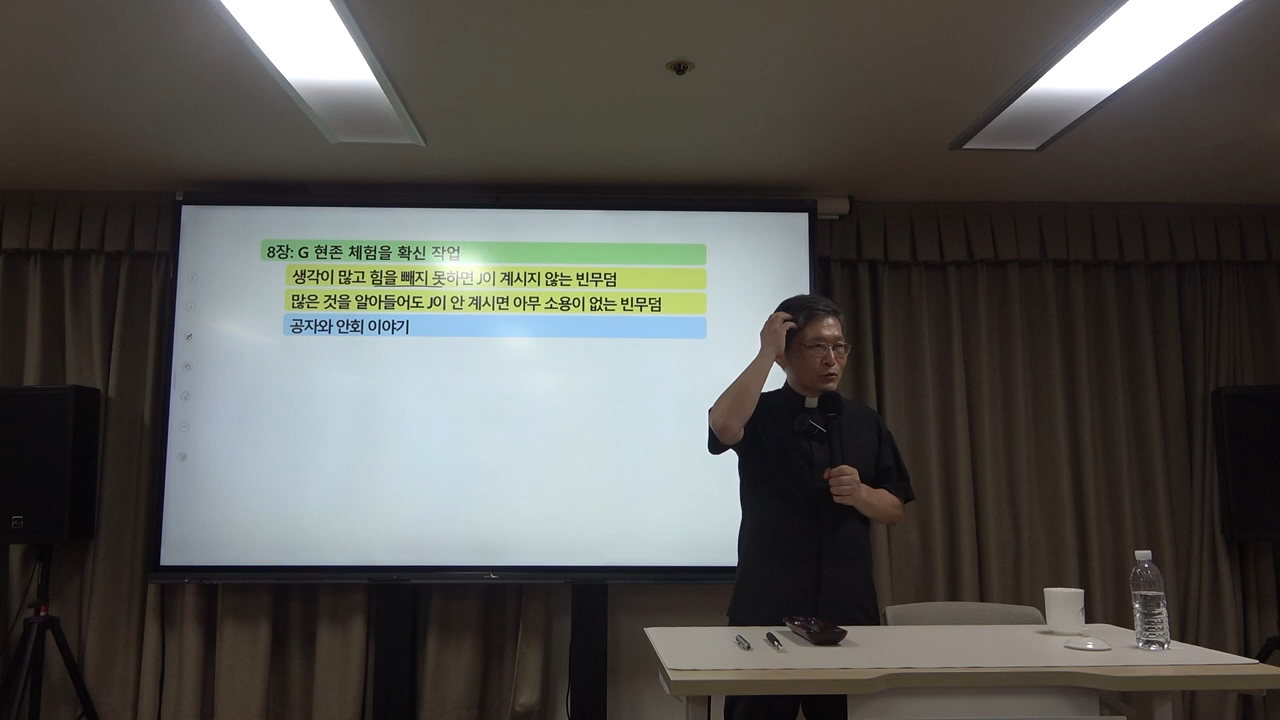 8장: G 현존 체험을 확신 작업
생각이 많고 힘을 빼지 못하면 J이 계시지 않는 빈무덤
많은 것을 알아들어도 J이 안 계시면 아무 소용이 없는 빈무덤
공자와 안회 이야기